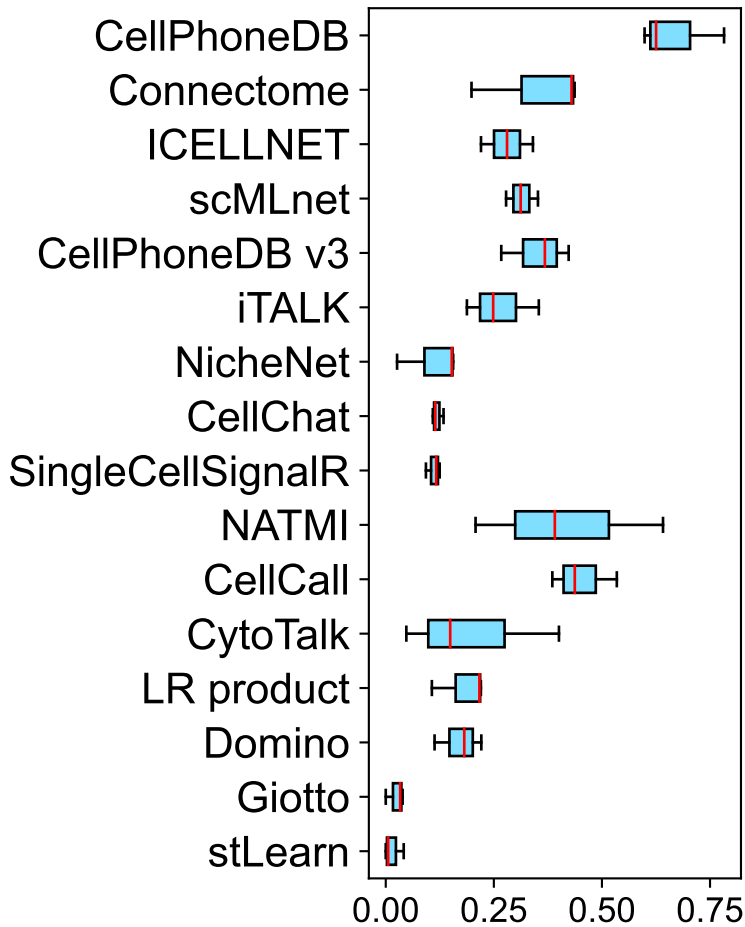 CellPhoneDB
Connectome
ICELLNET
scMLnet
CellPhoneDB v3
iTALK
NicheNet
CellChat
SingleCellSignalR
NATMI
CellCall
CytoTalk
LR product
Domino
Giotto
stLearn
0.00 0.25 0.50 0.75